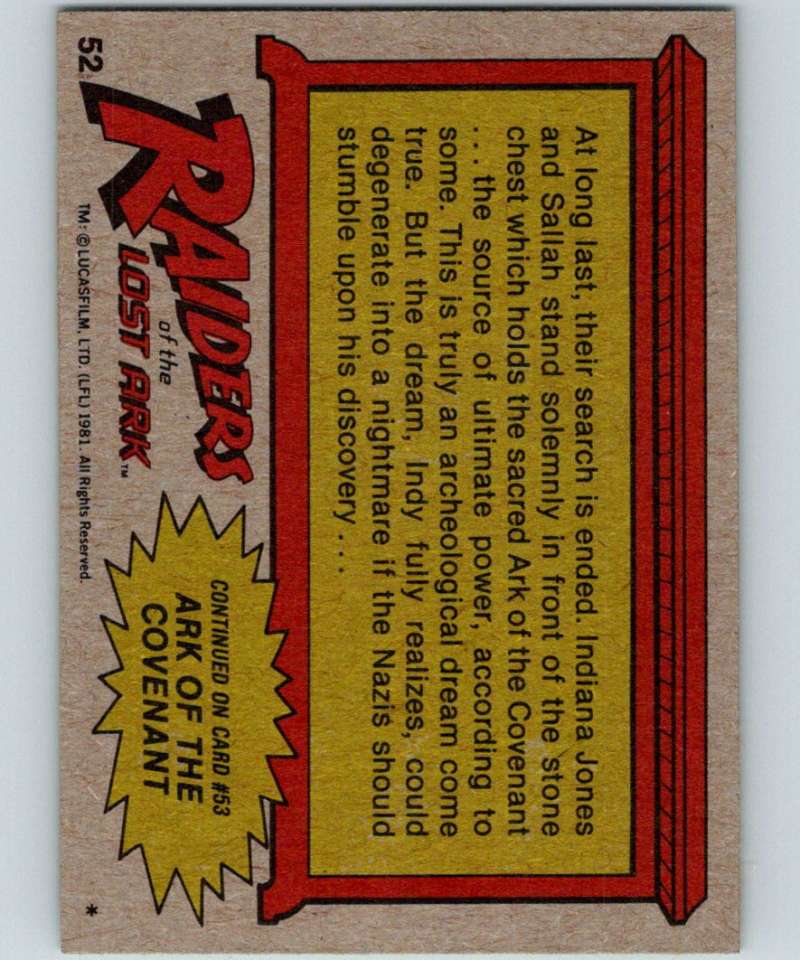 At long last, their search is ended. Indiana Jones
and Sallah stand solemnly in front of the stone
chest which holds the sacred Ark of the Covenant
...the source of ultimate power, according to
some. This is truly an archeological dream come
true. But the dream, Indy fully realizes, could
degenerate into a nightmare if the Nazis should
stumble upon his discovery...
RAIDERS
of the
LOST ARK™
CONTINUED ON CARD #53
ARK OF THE
COVENANT
52
TM: © LUCASFILM, LTD. (LFL) 1981. All Rights Reserved.
*